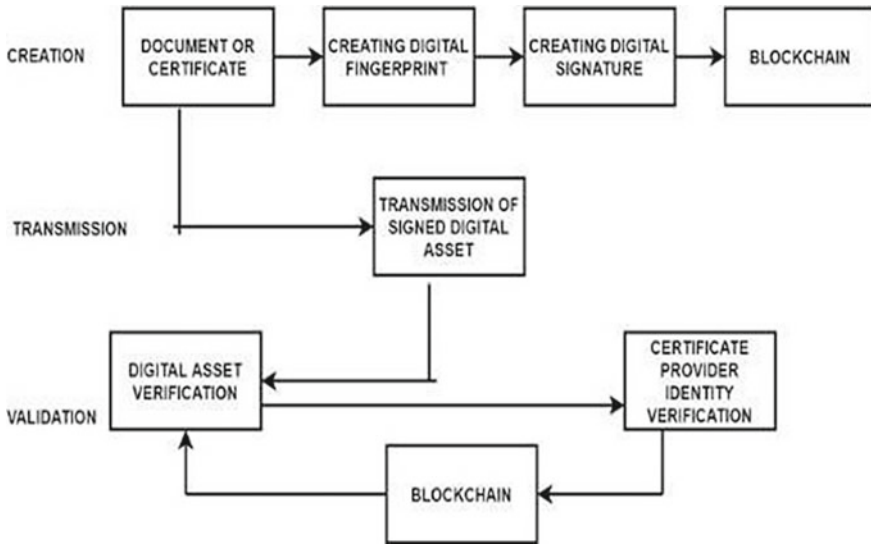 CREATION
DOCUMENT OR
CERTIFICATE
CREATING DIGITAL
FINGERPRINT
CREATING DIGITAL
SIGNATURE
BLOCKCHAIN
TRANSMISSION
TRANSMISSION OF
SIGNED DIGITAL
ASSET
VALIDATION
DIGITAL ASSET
VERIFICATION
CERTIFICATE
PROVIDER
IDENTITY
VERIFICATION
BLOCKCHAIN